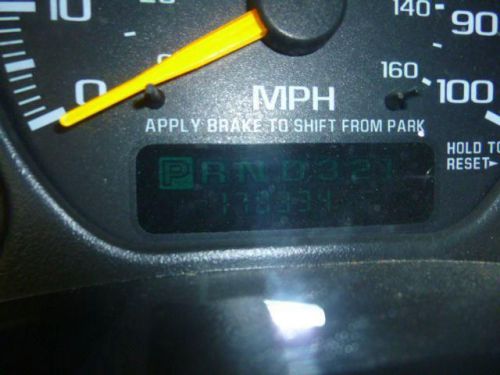 10
20
140
90
0
MPH
160
100
APPLY BRAKE TO SHIFT FROM PARK
HOLD TO
RESET
P R N D 3 2 1